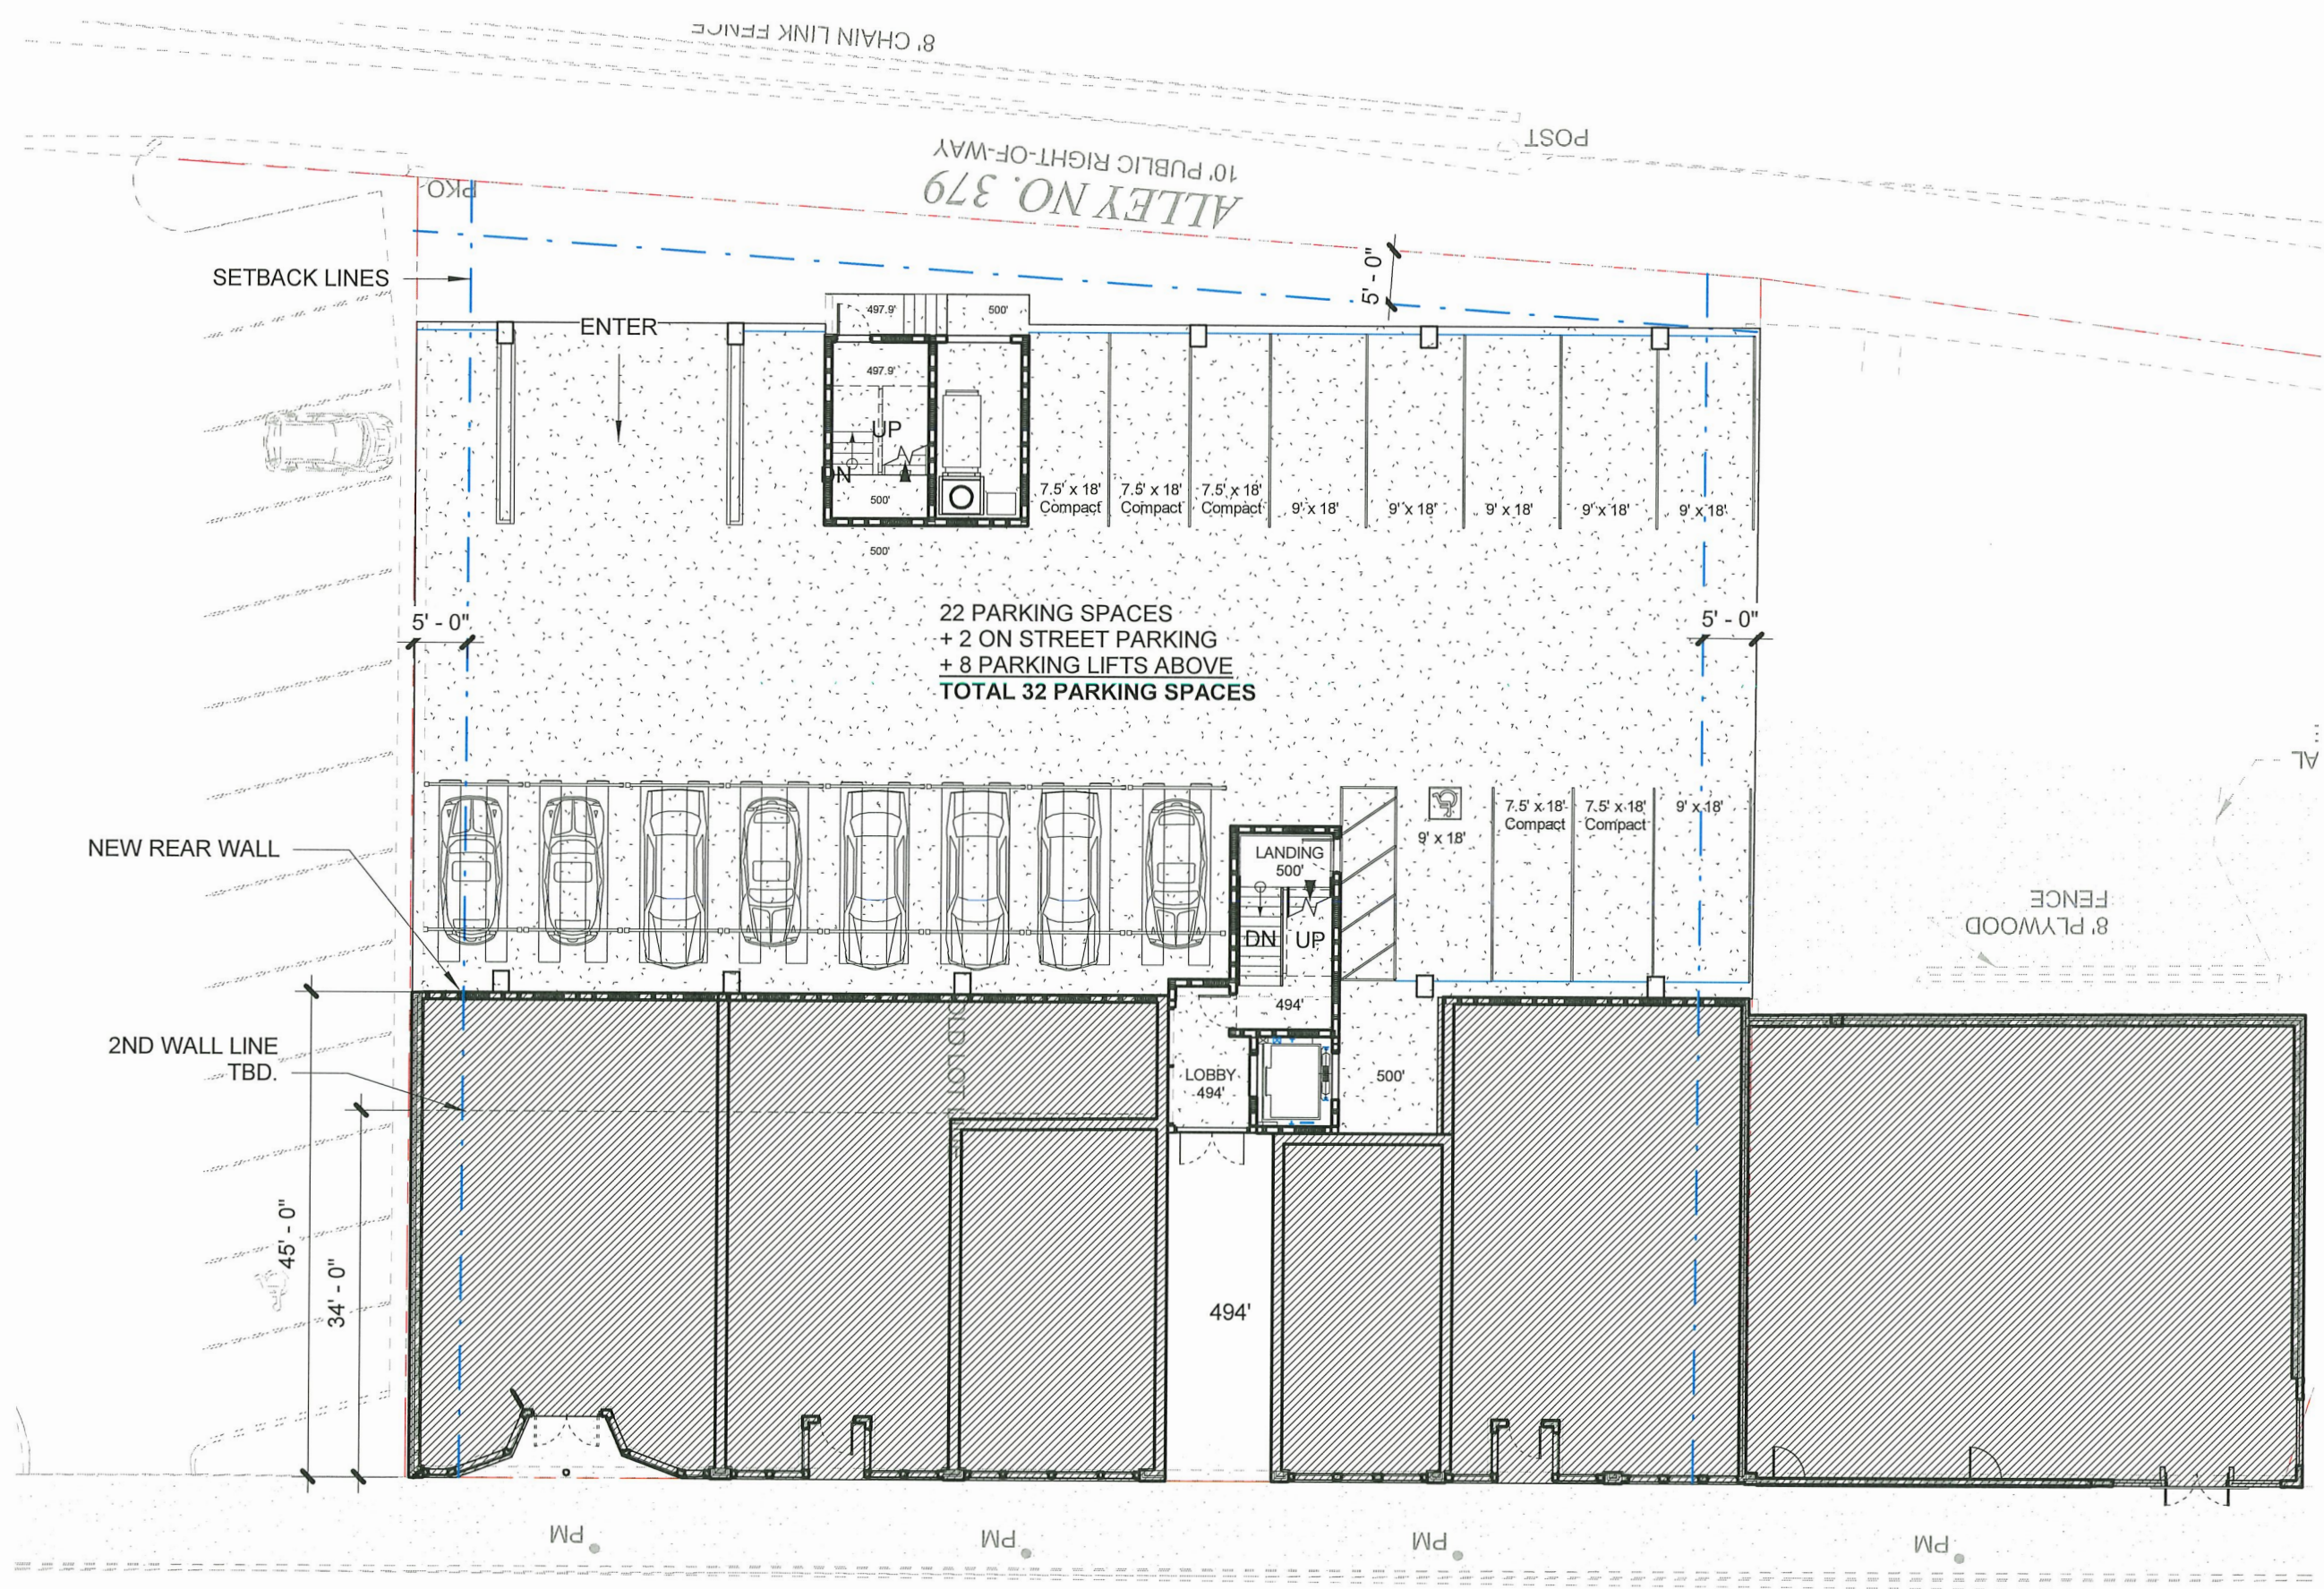 8' CHAIN LINK FENCE
POST
10' PUBLIC RIGHT-OF-WAY
ALLEY NO. 379
PKO
SETBACK LINES
5' - 0"
ENTER
497.9'
500'
497.9'
UP
DN
500'
500'
7.5' x 18'
Compact
7.5' x 18'
Compact
7.5' x 18'
Compact
9' x 18'
9' x 18'
9' x 18'
9' x 18'
9' x 18'
5' - 0"
5' - 0"
22 PARKING SPACES
+ 2 ON STREET PARKING
+ 8 PARKING LIFTS ABOVE
TOTAL 32 PARKING SPACES
AL
9' x 18'
7.5' x 18'
Compact
7.5' x 18'
Compact
9' x 18'
NEW REAR WALL
LANDING
500'
DN
UP
8' PLYWOOD
FENCE
494'
2ND WALL LINE
TBD.
OLD LOT
LOBBY
494'
500'
45' - 0"
34' - 0"
494'
PM
PM
PM
PM